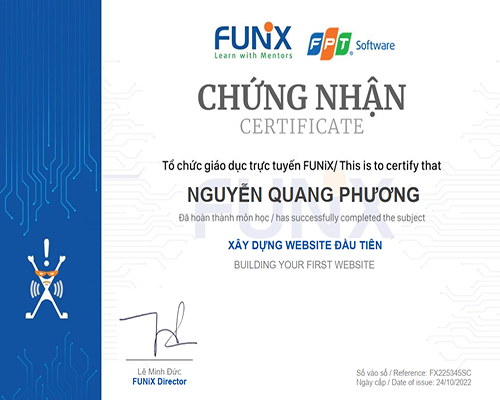 FUNiX
Learn with Mentors
FPT Software
CHỨNG NHẬN
CERTIFICATE
Tổ chức giáo dục trực tuyến FUNiX/ This is to certify that
NGUYỄN QUANG PHƯƠNG
Đã hoàn thành môn học / has successfully completed the subject
XÂY DỰNG WEBSITE ĐẦU TIÊN
BUILDING YOUR FIRST WEBSITE
Lê Minh Đức
FUNiX Director
Số vào sổ / Reference: FX225345SC
Ngày cấp / Date of issue: 24/10/2022